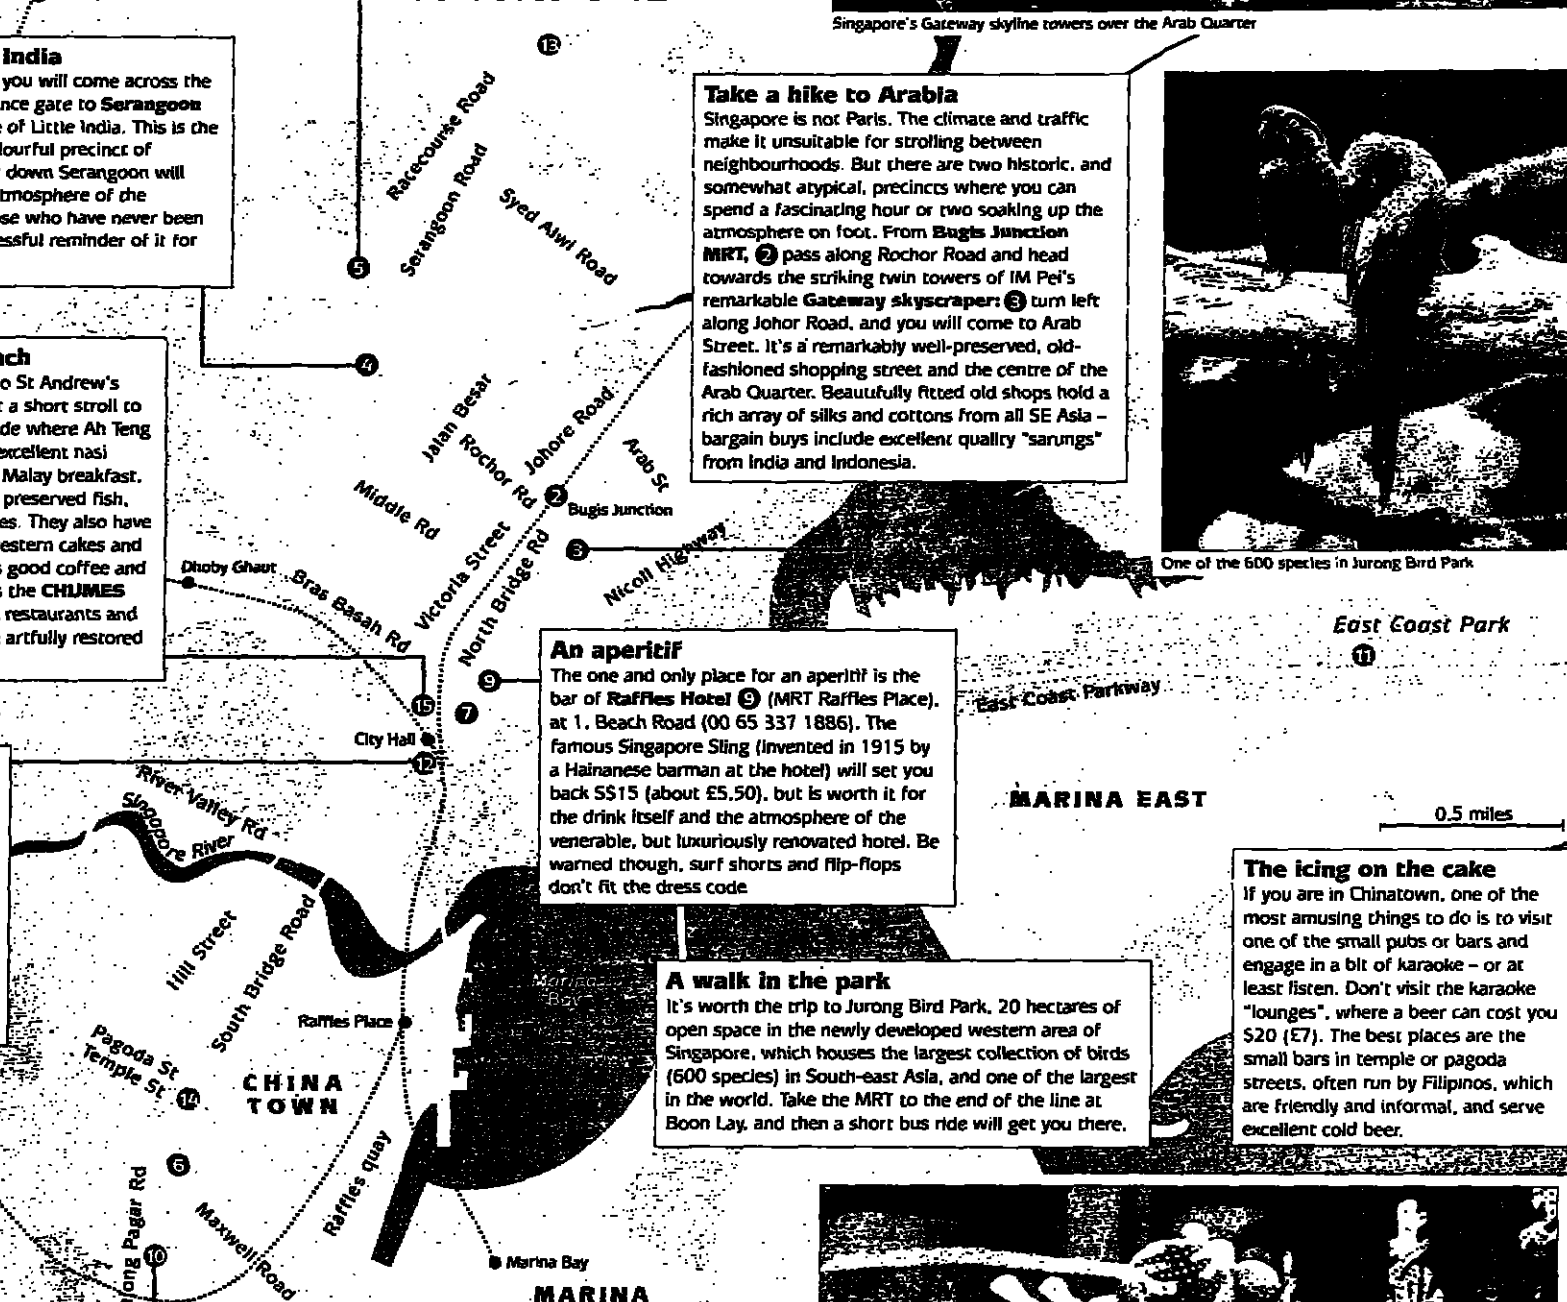 Singapore's Gateway skyline towers over the Arab Quarter
India
you will come across the
nce gate to Serangoon
of Little India. This is the
lourful precinct of
down Serangoon will
tmosphere of the
se who have never been
essful reminder of it for
Take a hike to Arabia
Singapore is not Paris. The climate and traffic
make it unsuitable for strolling between
neighbourhoods. But there are two historic, and
somewhat atypical, precincts where you can
spend a fascinating hour or two soaking up the
atmosphere on foot. From Bugis Junction
MRT, 2 pass along Rochor Road and head
towards the striking twin towers of IM Pei's
remarkable Gateway skyscraper: 3 turn left
along Johor Road, and you will come to Arab
Street. It's a remarkably well-preserved, old-
fashioned shopping street and the centre of the
Arab Quarter. Beautufully fitted old shops hold a
rich array of silks and cottons from all SE Asia –
bargain buys include excellent quality "sarungs"
from India and Indonesia.
One of the 600 species in Jurong Bird Park
nch
o St Andrew's
t a short stroll to
de where Ah Teng
excellent nasi
Malay breakfast,
preserved fish,
es. They also have
estern cakes and
s good coffee and
s the CHIJMES
restaurants and
artfully restored
13
Racecourse Road
Serangoon Road
Syed Alwi Road
5
4
Jalan Besar
Rochor Rd
Johore Road
Arab St
Middle Rd
2
Bugis Junction
Victoria Street
North Bridge Rd
3
Nicoll Highway
Dhoby Ghaut
Bras Basah Rd
9
15
7
City Hall
12
An aperitif
The one and only place for an aperitif is the
bar of Raffles Hotel 9 (MRT Raffles Place),
at 1, Beach Road (00 65 337 1886). The
famous Singapore Sling (invented in 1915 by
a Hainanese barman at the hotel) will set you
back S$15 (about £5.50), but is worth it for
the drink itself and the atmosphere of the
venerable, but luxuriously renovated hotel. Be
warned though, surf shorts and flip-flops
don't fit the dress code
East Coast Park
11
East Coast Parkway
MARINA EAST
0.5 miles
River Valley Rd
Singapore River
Hill Street
South Bridge Road
Raffles Place
Pagoda St
Temple St
14
CHINA
TOWN
6
Raffles quay
Maxwell Road
ong Pagar Rd
10
Marina Bay
MARINA
A walk in the park
It's worth the trip to Jurong Bird Park, 20 hectares of
open space in the newly developed western area of
Singapore, which houses the largest collection of birds
(600 species) in South-east Asia, and one of the largest
in the world. Take the MRT to the end of the line at
Boon Lay, and then a short bus ride will get you there.
The icing on the cake
If you are in Chinatown, one of the
most amusing things to do is to visit
one of the small pubs or bars and
engage in a bit of karaoke – or at
least listen. Don't visit the karaoke
"lounges", where a beer can cost you
$20 (£7). The best places are the
small bars in temple or pagoda
streets, often run by Filipinos, which
are friendly and informal, and serve
excellent cold beer.